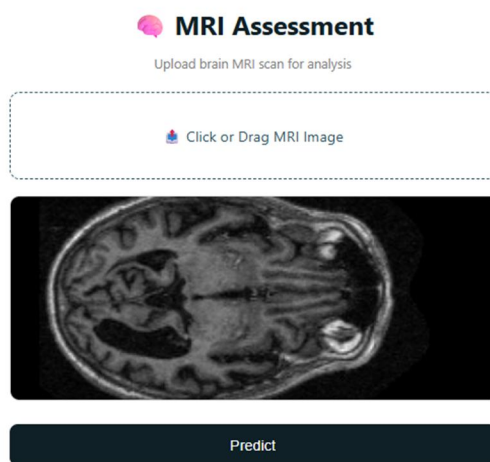 MRI Assessment
Upload brain MRI scan for analysis
Click or Drag MRI Image
Predict